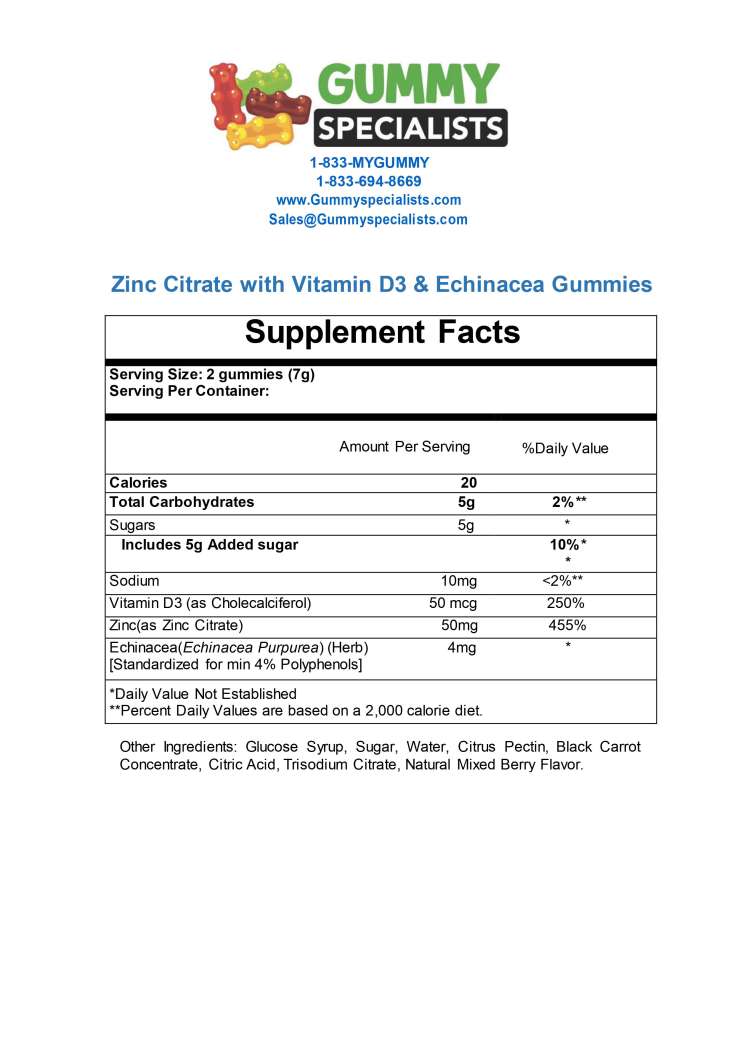 GUMMY
SPECIALISTS
1-833-MYGUMMY
1-833-694-8669
www.Gummyspecialists.com
Sales@Gummyspecialists.com
Zinc Citrate with Vitamin D3 & Echinacea Gummies
Supplement Facts
Serving Size: 2 gummies (7g)
Serving Per Container:
Amount Per Serving %Daily Value
Calories 20
Total Carbohydrates 5g 2%**
Sugars 5g *
Includes 5g Added sugar 10%*
*
Sodium 10mg <2%**
Vitamin D3 (as Cholecalciferol) 50 mcg 250%
Zinc(as Zinc Citrate) 50mg 455%
Echinacea(Echinacea Purpurea) (Herb) 4mg *
[Standardized for min 4% Polyphenols]
*Daily Value Not Established
**Percent Daily Values are based on a 2,000 calorie diet.
Other Ingredients: Glucose Syrup, Sugar, Water, Citrus Pectin, Black Carrot
Concentrate, Citric Acid, Trisodium Citrate, Natural Mixed Berry Flavor.